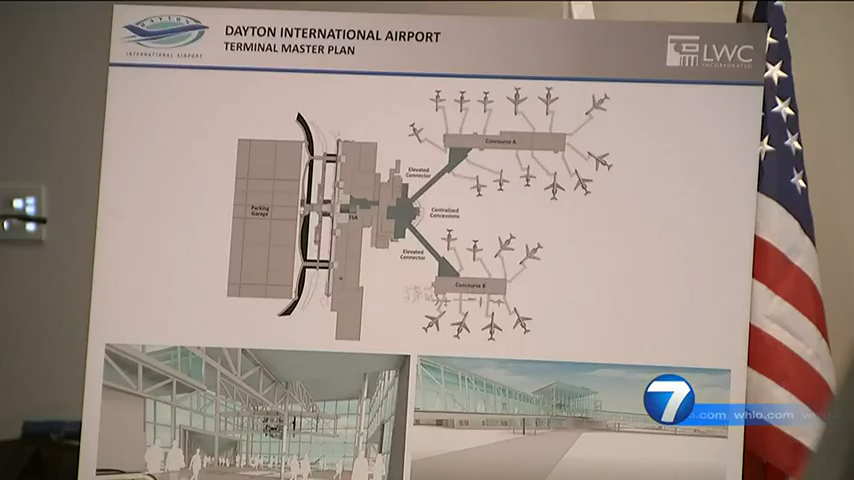 DAYTON
INTERNATIONAL AIRPORT
DAYTON INTERNATIONAL AIRPORT
TERMINAL MASTER PLAN
LWC
INCORPORATED
Concourse A
Elevated
Connector
Parking
Garage
TSA
Centralized
Concessions
Elevated
Connector
Concourse B
7
.com whio.com